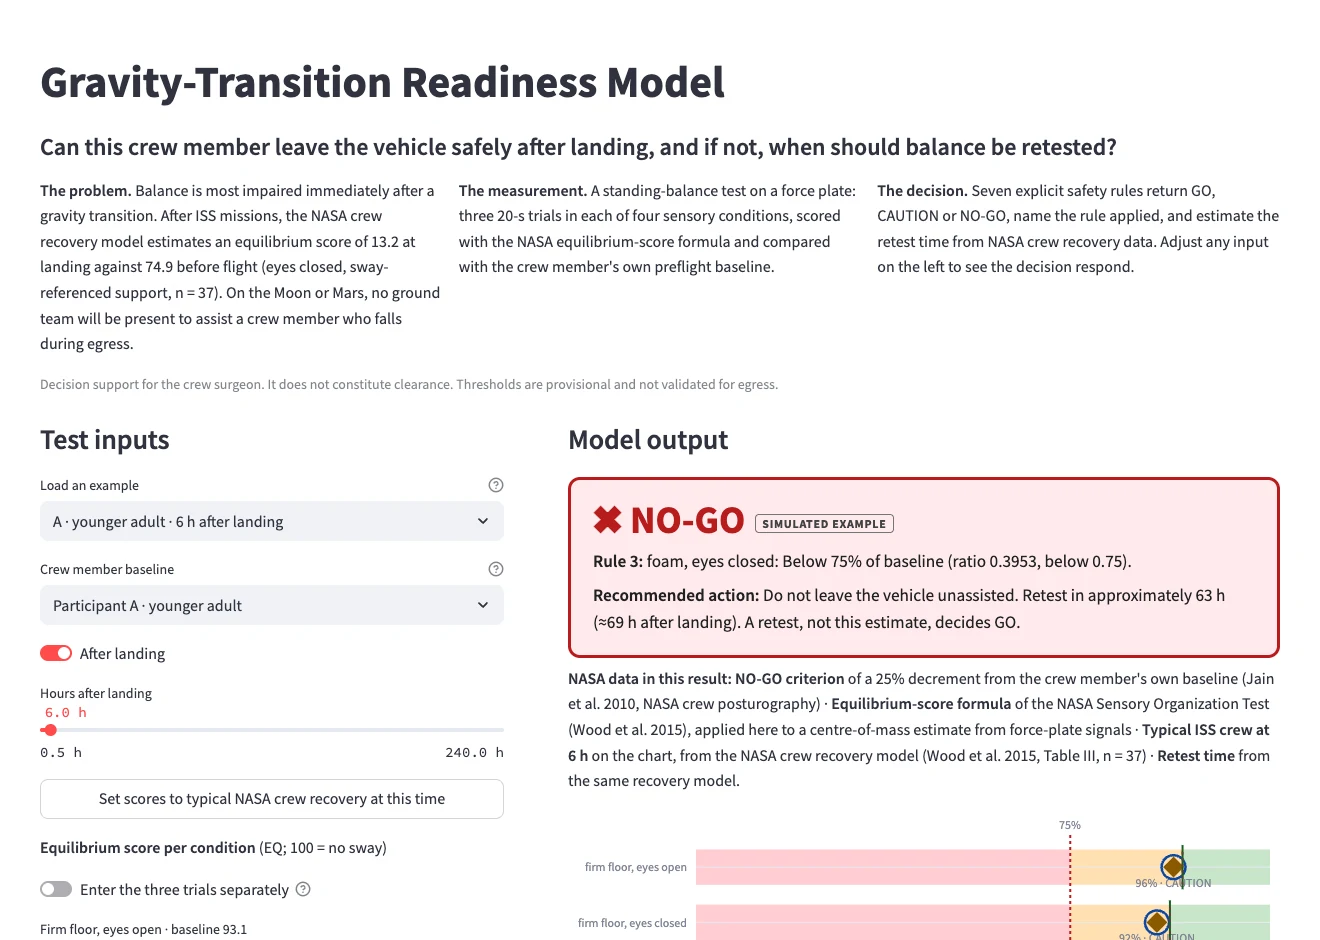 Gravity-Transition Readiness Model
Can this crew member leave the vehicle safely after landing, and if not, when should balance be retested?
The problem. Balance is most impaired immediately after a
gravity transition. After ISS missions, the NASA crew
recovery model estimates an equilibrium score of 13.2 at
landing against 74.9 before flight (eyes closed, sway-
referenced support, n = 37). On the Moon or Mars, no ground
team will be present to assist a crew member who falls
during egress.
The measurement. A standing-balance test on a force plate:
three 20-s trials in each of four sensory conditions, scored
with the NASA equilibrium-score formula and compared
with the crew member's own preflight baseline.
The decision. Seven explicit safety rules return GO,
CAUTION or NO-GO, name the rule applied, and estimate the
retest time from NASA crew recovery data. Adjust any input
on the left to see the decision respond.
Decision support for the crew surgeon. It does not constitute clearance. Thresholds are provisional and not validated for egress.
Test inputs
Load an example
A · younger adult · 6 h after landing
Crew member baseline
Participant A · younger adult
After landing
Hours after landing
6.0 h
0.5 h 240.0 h
Set scores to typical NASA crew recovery at this time
Equilibrium score per condition (EQ; 100 = no sway)
Enter the three trials separately
Firm floor, eyes open · baseline 93.1
Model output
✖ NO-GO SIMULATED EXAMPLE
Rule 3: foam, eyes closed: Below 75% of baseline (ratio 0.3953, below 0.75).
Recommended action: Do not leave the vehicle unassisted. Retest in approximately 63 h
(≈69 h after landing). A retest, not this estimate, decides GO.
NASA data in this result: NO-GO criterion of a 25% decrement from the crew member's own baseline (Jain
et al. 2010, NASA crew posturography) · Equilibrium-score formula of the NASA Sensory Organization Test
(Wood et al. 2015), applied here to a centre-of-mass estimate from force-plate signals · Typical ISS crew at
6 h on the chart, from the NASA crew recovery model (Wood et al. 2015, Table III, n = 37) · Retest time from
the same recovery model.
75%
firm floor, eyes open
96% · CAUTION
firm floor, eyes closed
92% · CAUTION